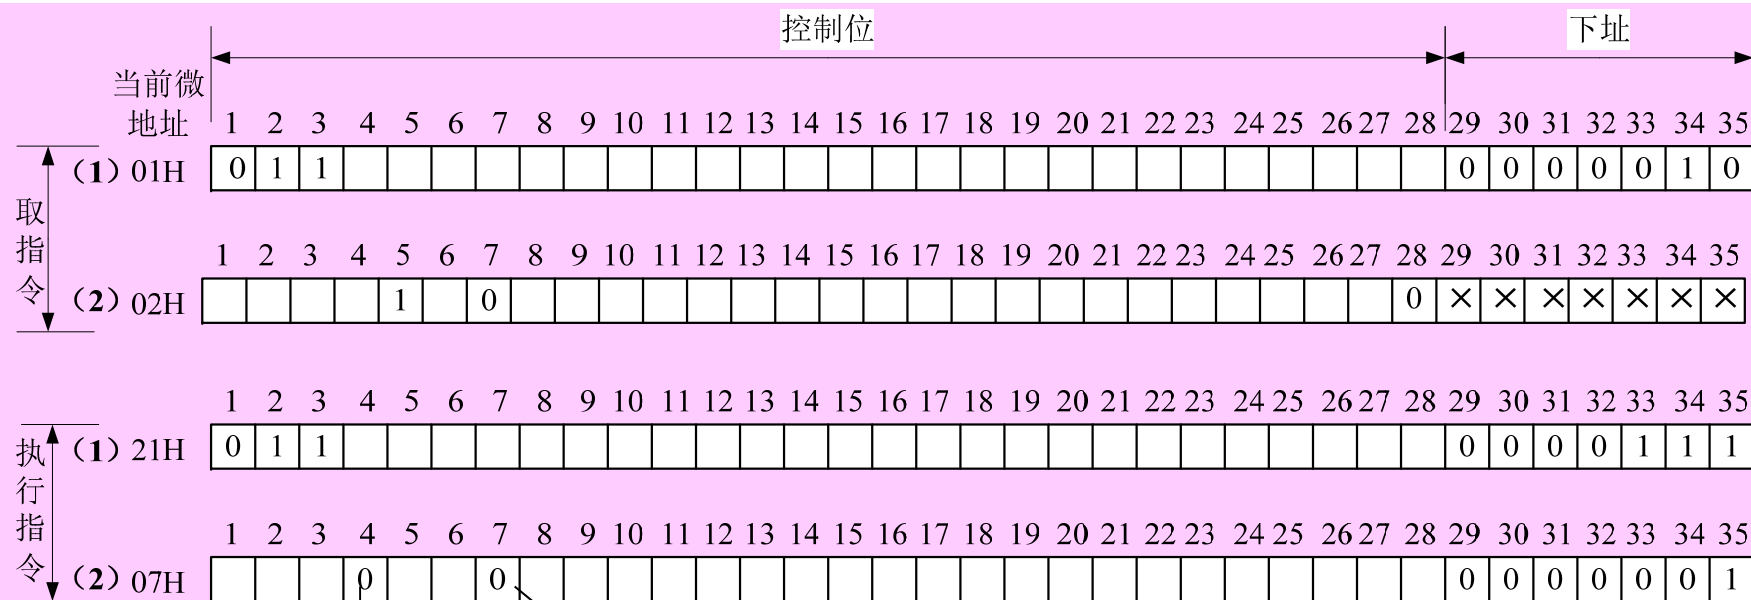 控制位 下址
当前微
地址 1 2 3 4 5 6 7 8 9 10 11 12 13 14 15 16 17 18 19 20 21 22 23 24 25 26 27 28 29 30 31 32 33 34 35
取指令
(1) 01H 0 1 1 0 0 0 0 0 1 0
1 2 3 4 5 6 7 8 9 10 11 12 13 14 15 16 17 18 19 20 21 22 23 24 25 26 27 28 29 30 31 32 33 34 35
(2) 02H 1 0 0 × × × × × × ×
执行指令
1 2 3 4 5 6 7 8 9 10 11 12 13 14 15 16 17 18 19 20 21 22 23 24 25 26 27 28 29 30 31 32 33 34 35
(1) 21H 0 1 1 0 0 0 0 1 1 1
1 2 3 4 5 6 7 8 9 10 11 12 13 14 15 16 17 18 19 20 21 22 23 24 25 26 27 28 29 30 31 32 33 34 35
(2) 07H 0 0 0 0 0 0 0 0 1